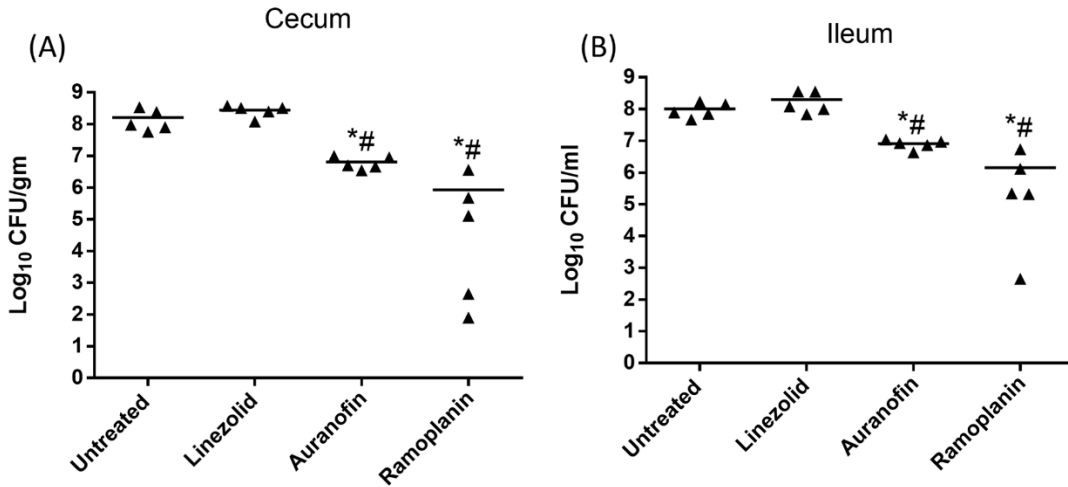 Cecum
(A)
Log10 CFU/gm
9
8
7
6
5
4
3
2
1
0
*#
*#
Untreated
Linezolid
Auranofin
Ramoplanin
Ileum
(B)
Log10 CFU/ml
9
8
7
6
5
4
3
2
1
0
*#
*#
Untreated
Linezolid
Auranofin
Ramoplanin